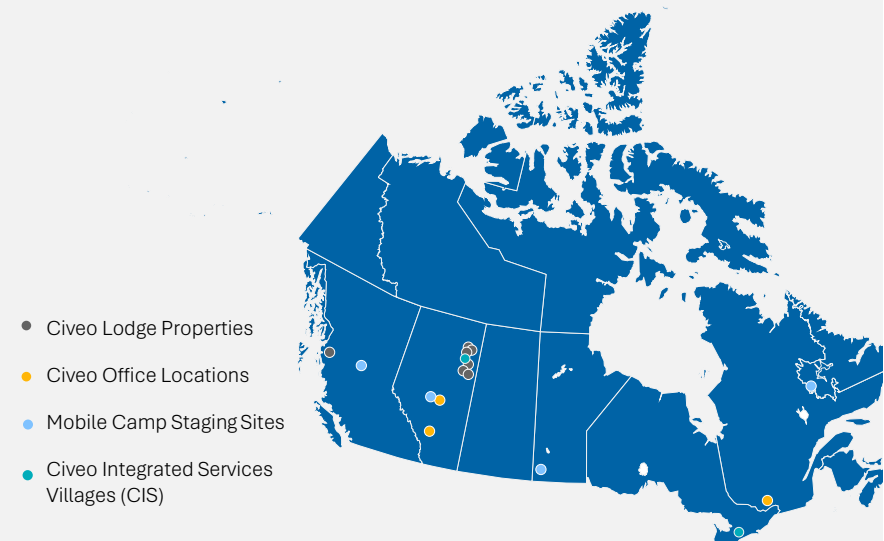 Civeo Lodge Properties
Civeo Office Locations
Mobile Camp Staging Sites
Civeo Integrated Services
Villages (CIS)